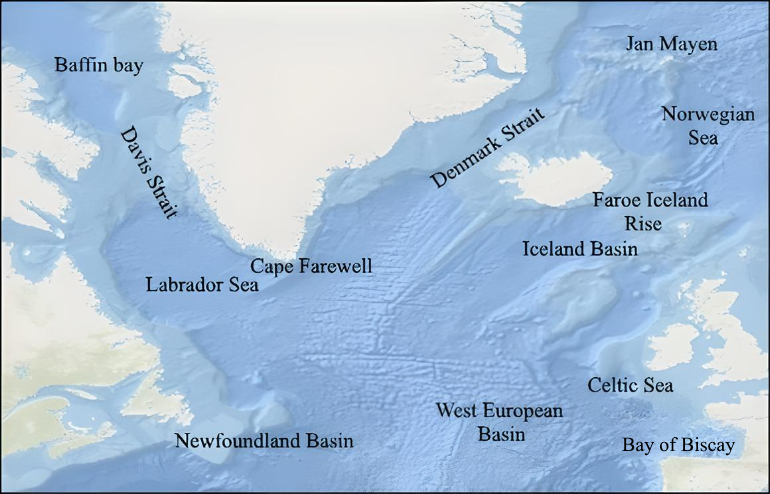 Jan Mayen
Baffin bay
Norwegian
Sea
Davis Strait
Denmark Strait
Faroe Iceland
Rise
Iceland Basin
Cape Farewell
Labrador Sea
Celtic Sea
West European
Basin
Newfoundland Basin
Bay of Biscay